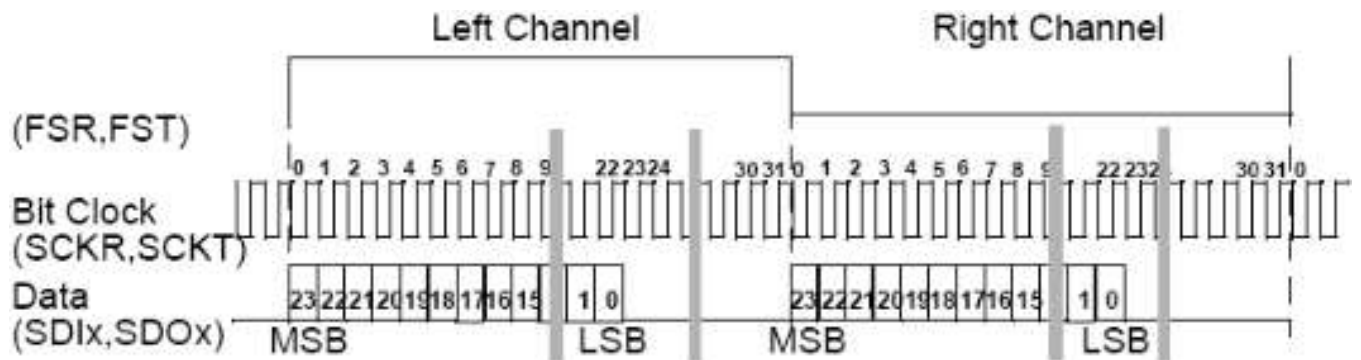 Left Channel Right Channel
(FSR,FST)
0 1 2 3 4 5 6 7 8 9 22 23 24 30 31 0 1 2 3 4 5 6 7 8 9 22 23 2 30 31 0
Bit Clock
(SCKR,SCKT)
Data
23 22 21 20 19 18 17 16 15 1 0 23 22 21 20 19 18 17 16 15 1 0
(SDIx,SDOx)
MSB LSB MSB LSB